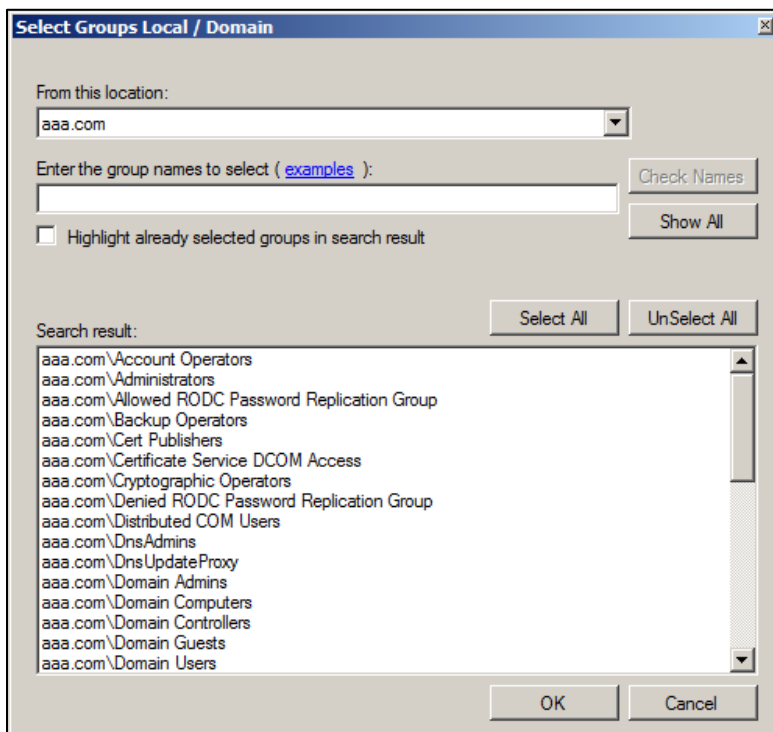 Select Groups Local / Domain
From this location:
aaa.com
Enter the group names to select ( examples ):
Check Names
Highlight already selected groups in search result
Show All
Search result:
Select All
UnSelect All
aaa.com\Account Operators
aaa.com\Administrators
aaa.com\Allowed RODC Password Replication Group
aaa.com\Backup Operators
aaa.com\Cert Publishers
aaa.com\Certificate Service DCOM Access
aaa.com\Cryptographic Operators
aaa.com\Denied RODC Password Replication Group
aaa.com\Distributed COM Users
aaa.com\DnsAdmins
aaa.com\DnsUpdateProxy
aaa.com\Domain Admins
aaa.com\Domain Computers
aaa.com\Domain Controllers
aaa.com\Domain Guests
aaa.com\Domain Users
OK
Cancel